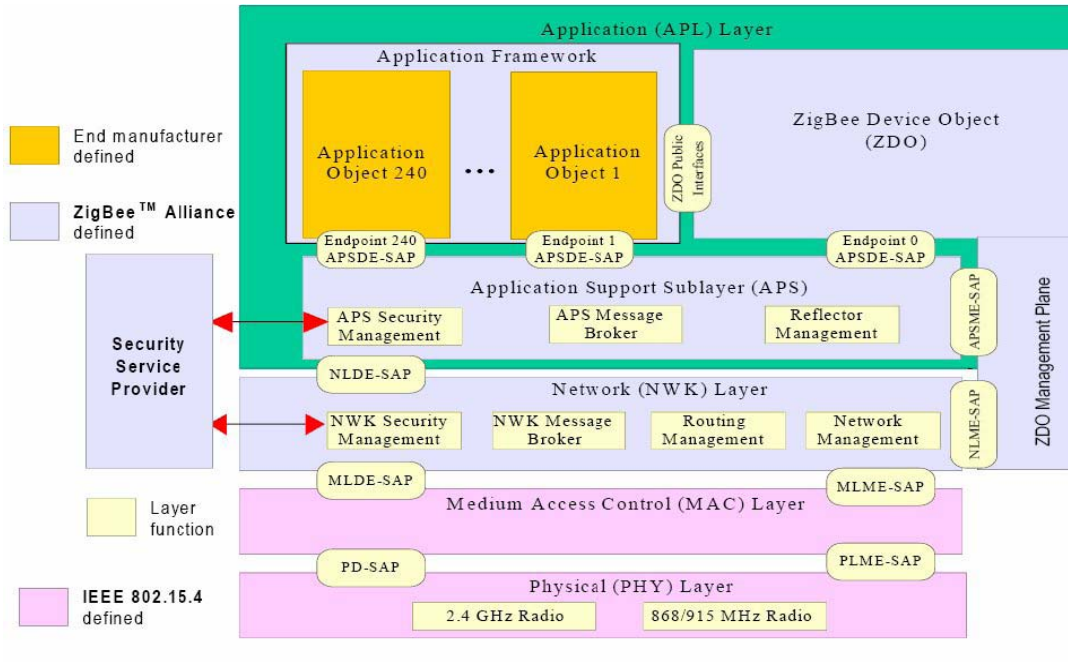 Application (APL) Layer
Application Framework
Application
Object 240
...
Application
Object 1
ZDO Public
Interfaces
ZigBee Device Object
(ZDO)
End manufacturer
defined
ZigBee™ Alliance
defined
Endpoint 240
APSDE-SAP
Endpoint 1
APSDE-SAP
Endpoint 0
APSDE-SAP
Application Support Sublayer (APS)
APS Security
Management
APS Message
Broker
Reflector
Management
APSME-SAP
ZDO Management Plane
Security
Service
Provider
NLDE-SAP
Network (NWK) Layer
NWK Security
Management
NWK Message
Broker
Routing
Management
Network
Management
NLME-SAP
MLDE-SAP
MLME-SAP
Layer
function
Medium Access Control (MAC) Layer
PD-SAP
PLME-SAP
IEEE 802.15.4
defined
Physical (PHY) Layer
2.4 GHz Radio
868/915 MHz Radio